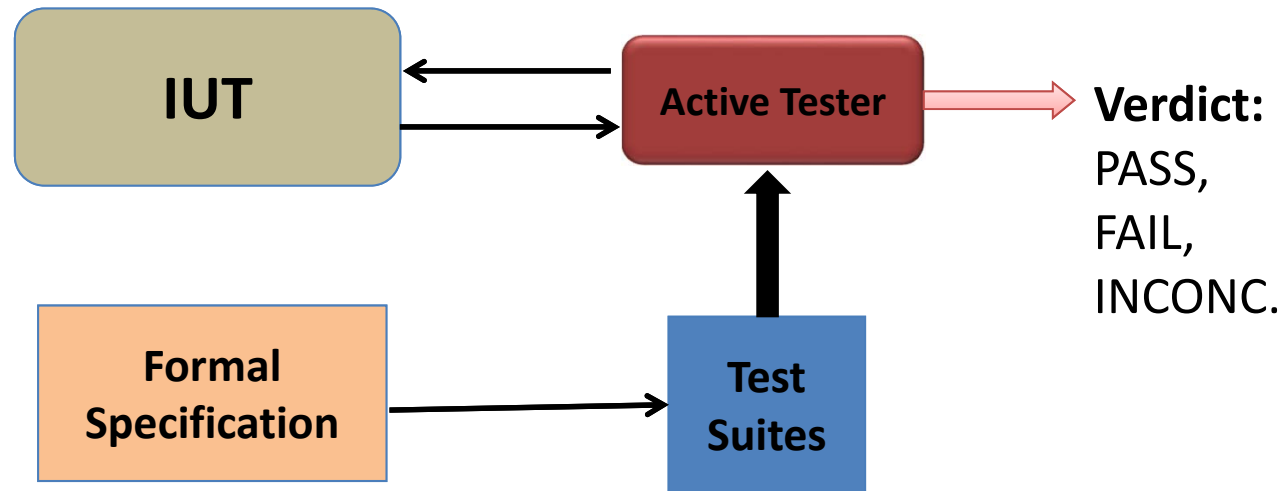 IUT
Active Tester
Verdict:
PASS,
FAIL,
INCONC.
Formal
Specification
Test
Suites